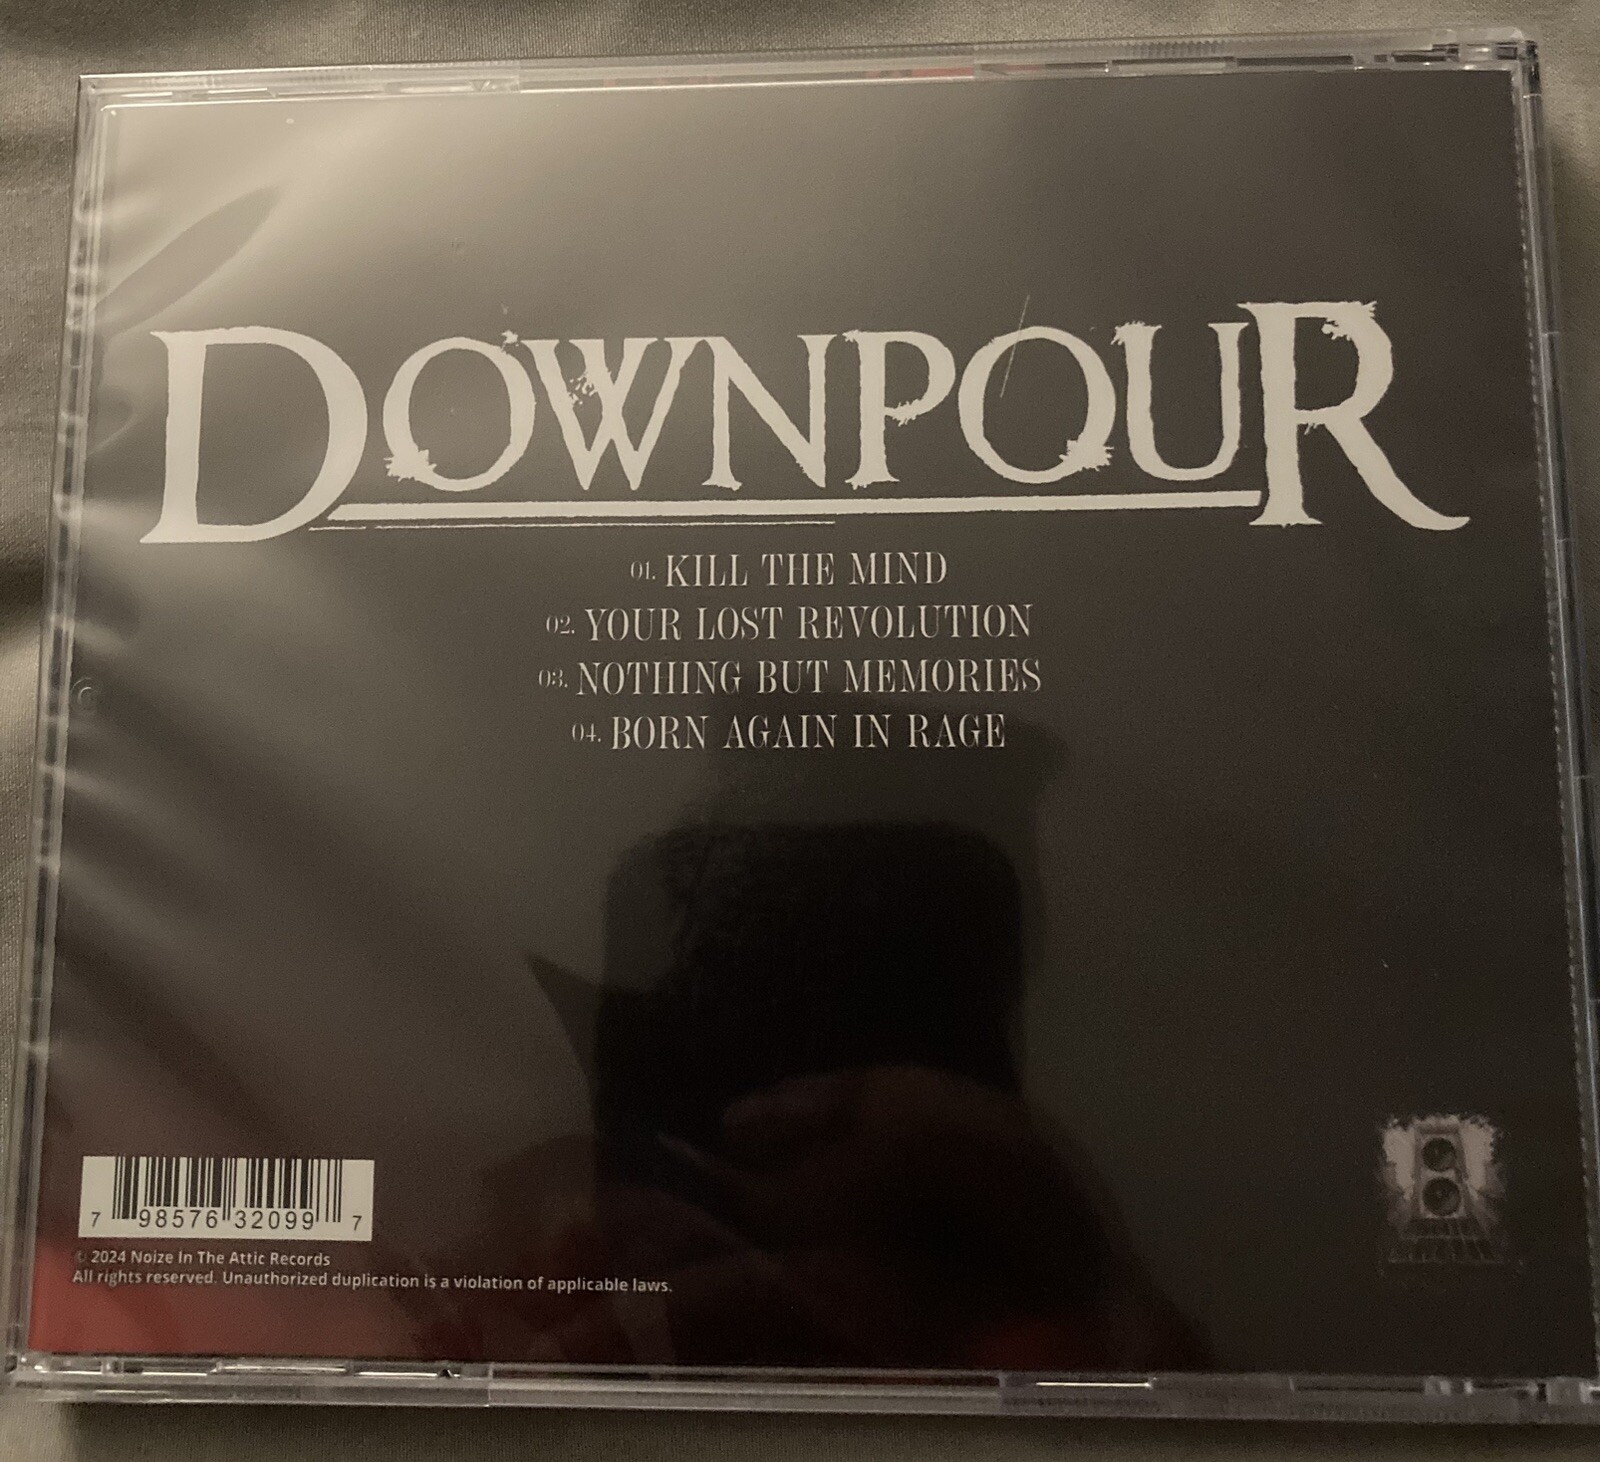 DOWNPOUR
01. KILL THE MIND
02. YOUR LOST REVOLUTION
03. NOTHING BUT MEMORIES
04. BORN AGAIN IN RAGE
7 98576 32099 7
© 2024 Noize In The Attic Records
All rights reserved. Unauthorized duplication is a violation of applicable laws.